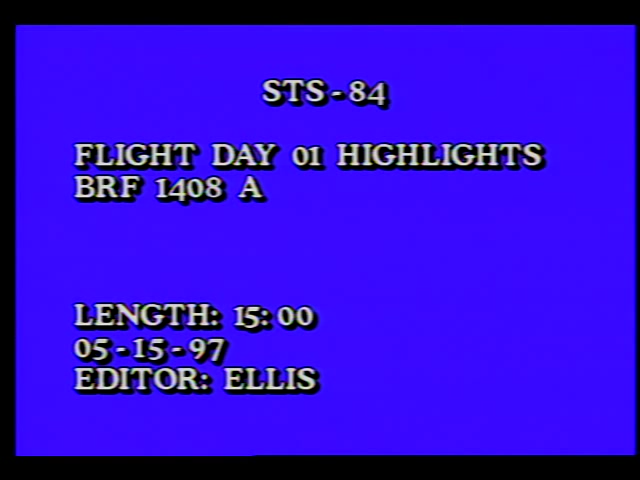 STS-84
FLIGHT DAY 01 HIGHLIGHTS
BRF 1408 A
LENGTH: 15:00
05-15-97
EDITOR: ELLIS